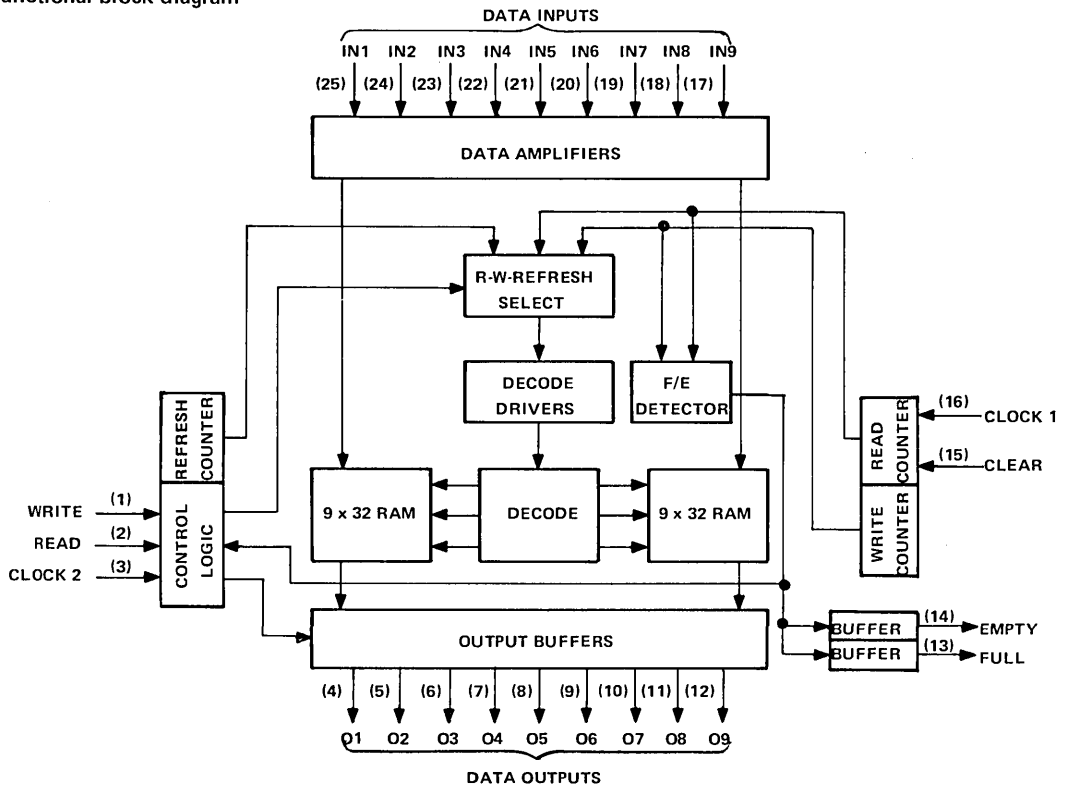 functional block diagram
DATA INPUTS
IN1 IN2 IN3 IN4 IN5 IN6 IN7 IN8 IN9
(25) (24) (23) (22) (21) (20) (19) (18) (17)
DATA AMPLIFIERS
R-W-REFRESH
SELECT
DECODE
DRIVERS
F/E
DETECTOR
REFRESH
COUNTER
READ
COUNTER
(16)
CLOCK 1
(15)
CLEAR
WRITE
COUNTER
9 x 32 RAM
DECODE
9 x 32 RAM
WRITE
(1)
READ
(2)
CLOCK 2
(3)
CONTROL
LOGIC
OUTPUT BUFFERS
BUFFER
(14)
EMPTY
BUFFER
(13)
FULL
(4) (5) (6) (7) (8) (9) (10) (11) (12)
O1 O2 O3 O4 O5 O6 O7 O8 O9
DATA OUTPUTS